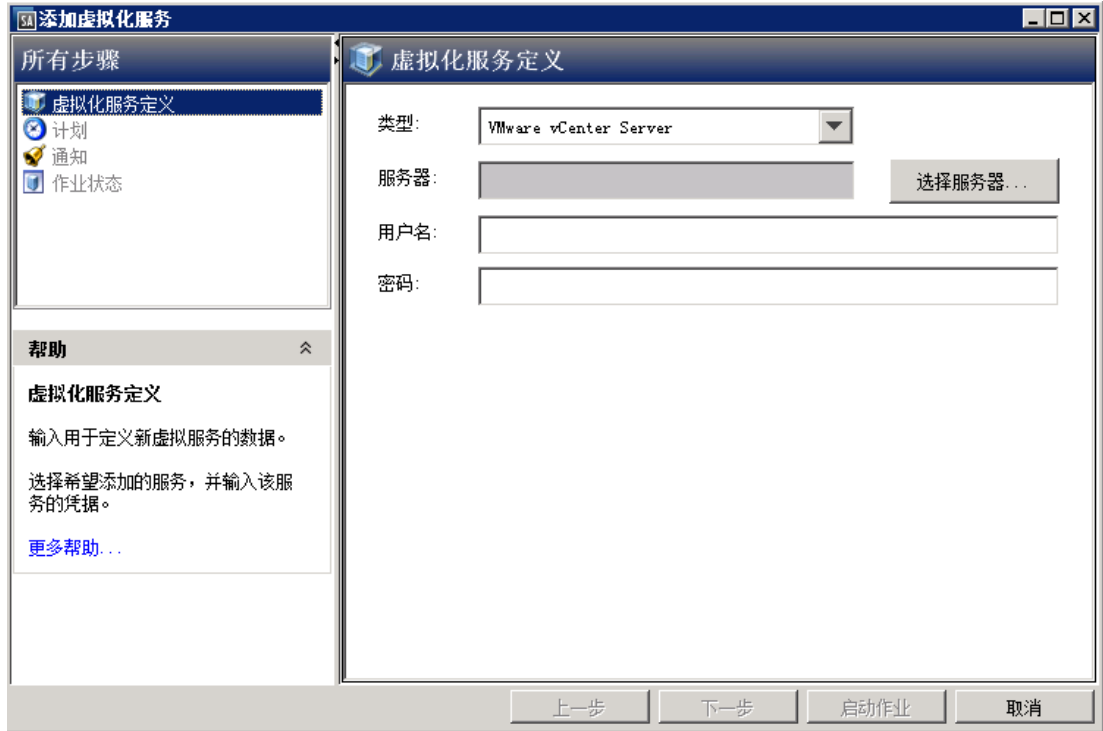 SA 添加虚拟化服务
所有步骤
虚拟化服务定义
计划
通知
作业状态
帮助
虚拟化服务定义
输入用于定义新虚拟服务的数据。
选择希望添加的服务，并输入该服
务的凭据。
更多帮助...
虚拟化服务定义
类型: VMware vCenter Server
服务器: 选择服务器...
用户名:
密码:
上一步 下一步 启动作业 取消